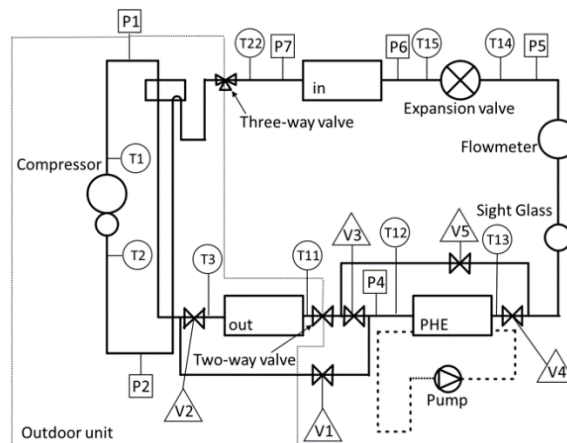 P1
T22
P7
P6
T15
T14
P5
in
Expansion valve
Three-way valve
Flowmeter
Compressor
T1
T2
Sight Glass
V3
T12
V5
T13
T3
T11
P4
out
PHE
Two-way valve
P2
V2
V1
Pump
V4
Outdoor unit